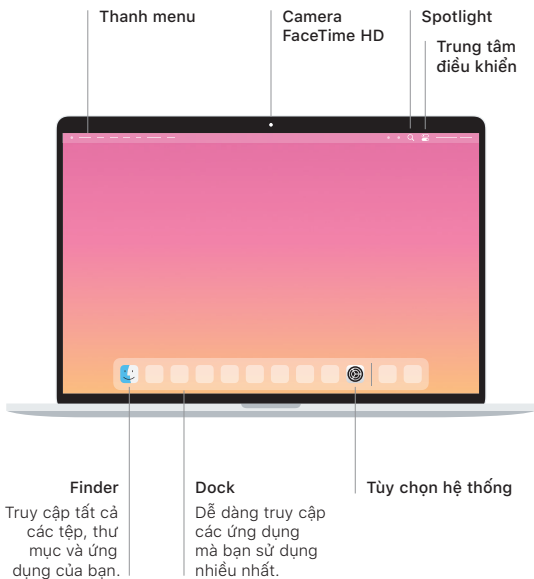 Thanh menu
Camera
FaceTime HD
Spotlight
Trung tâm
điều khiển
Finder
Truy cập tất cả
các tệp, thư
mục và ứng
dụng của bạn.
Dock
Dễ dàng truy cập
các ứng dụng
mà bạn sử dụng
nhiều nhất.
Tùy chọn hệ thống